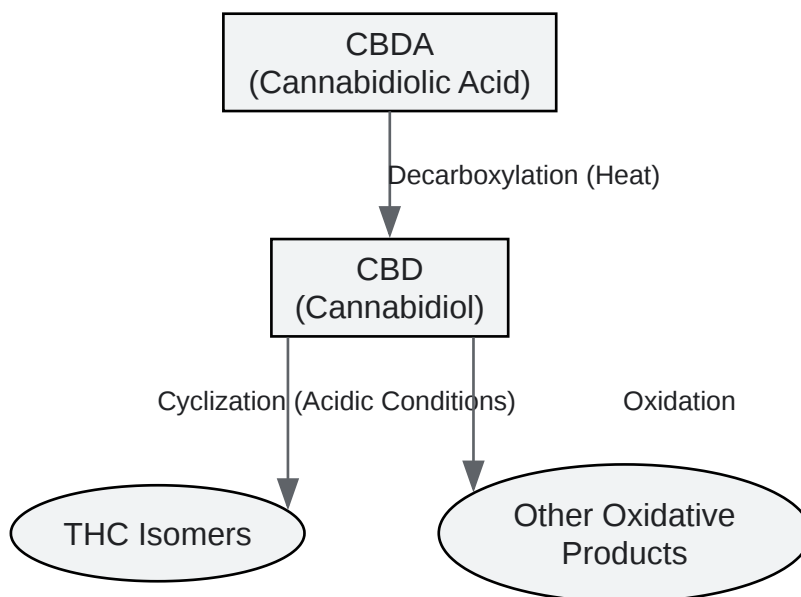 CBDA
(Cannabidiolic Acid)
Decarboxylation (Heat)
CBD
(Cannabidiol)
Cyclization (Acidic Conditions)
Oxidation
THC Isomers
Other Oxidative
Products